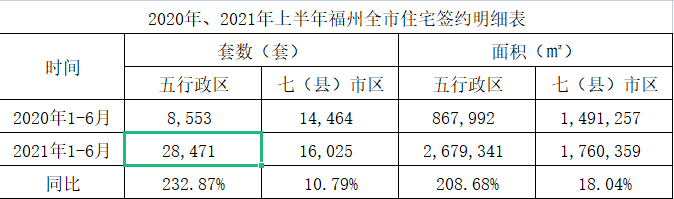 2020年、2021年上半年福州全市住宅签约明细表
时间 套数（套） 面积（㎡）
五行政区 七（县）市区 五行政区 七（县）市区
2020年1-6月 8,553 14,464 867,992 1,491,257
2021年1-6月 28,471 16,025 2,679,341 1,760,359
同比 232.87% 10.79% 208.68% 18.04%